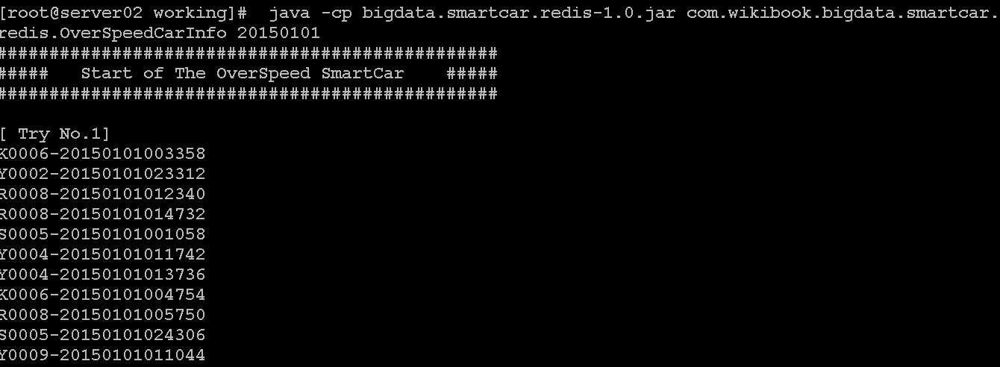 [root@server02 working]#  java -cp bigdata.smartcar.redis-1.0.jar com.wikibook.bigdata.smartcar.
redis.OverSpeedCarInfo 20150101
#################################################
#####   Start of The OverSpeed SmartCar    #####
#################################################
[ Try No.1]
K0006-20150101003358
Y0002-20150101023312
R0008-20150101012340
R0008-20150101014732
S0005-20150101001058
Y0004-20150101011742
Y0004-20150101013736
K0006-20150101004754
R0008-20150101005750
S0005-20150101024306
Y0009-20150101011044